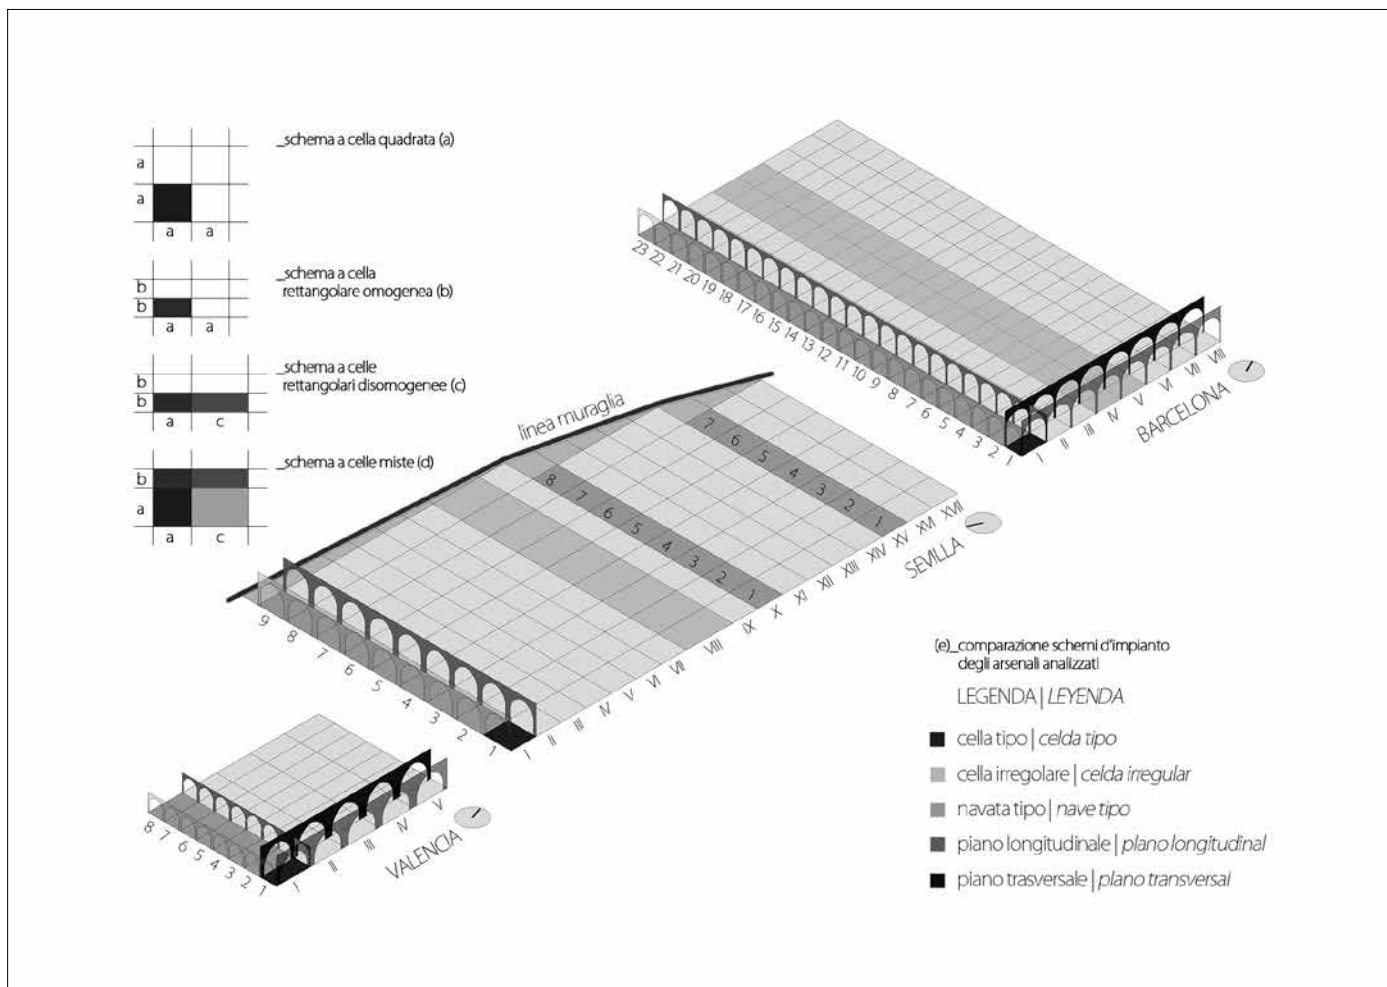 _schema a cella quadrata (a)
a
a
a a
_schema a cella
rettangolare omogenea (b)
b
b
a a
_schema a celle
rettangolari disomogenee (c)
b
b
a c
_schema a celle miste (d)
b
a
a c
23 22 21 20 19 18 17 16 15 14 13 12 11 10 9 8 7 6 5 4 3 2 1
I II III IV V VI VII VIII
BARCELONA
linea muraglia
7 6 5 4 3 2 1
8 7 6 5 4 3 2 1
9 8 7 6 5 4 3 2 1
I II III IV V VI VII VIII IX X XI XII XIII XIV XV XVI XVII
SEVILLA
8 7 6 5 4 3 2 1
I II III IV V
VALENCIA
(e)_comparazione schemi d'impianto
degli arsenali analizzati
LEGENDA | LEYENDA
cella tipo | celda tipo
cella irregolare | celda irregular
navata tipo | nave tipo
piano longitudinale | plano longitudinal
piano trasversale | plano transversal